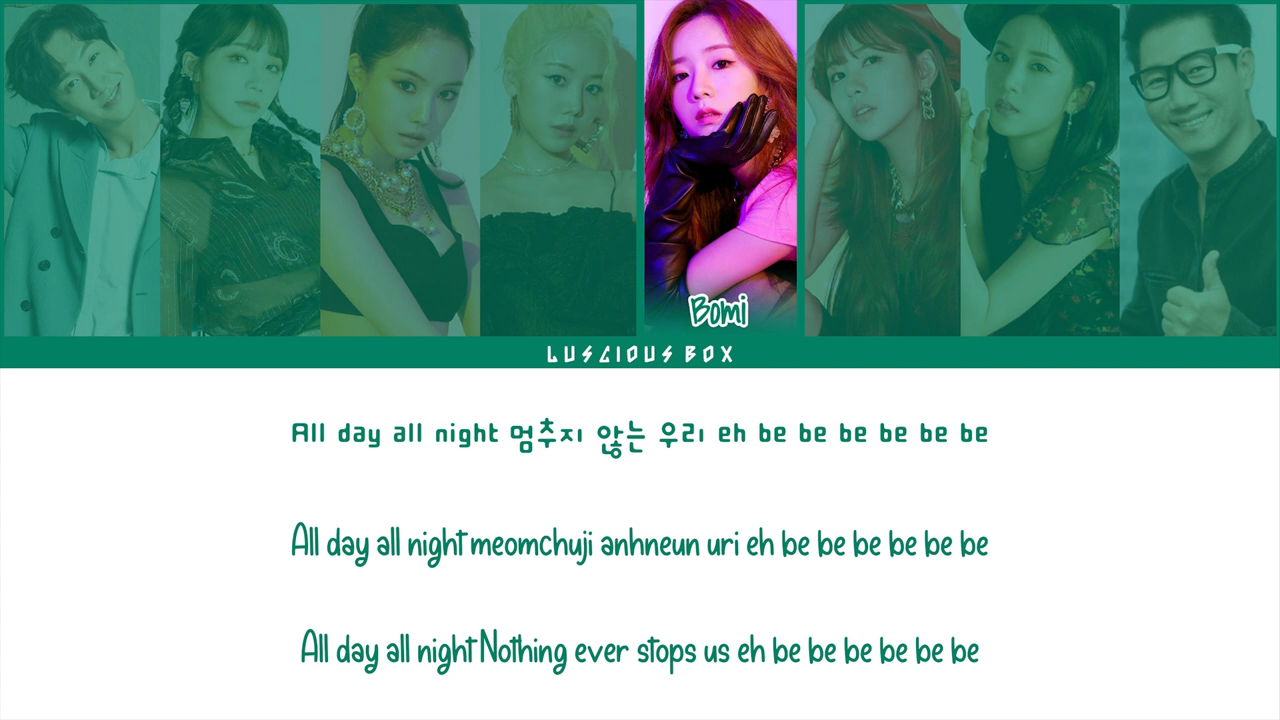 Bomi
LUSCIOUS BOX
All day all night 멈추지 않는 우리 eh be be be be be be
All day all night meomchuji anhneun uri eh be be be be be be
All day all night Nothing ever stops us eh be be be be be be